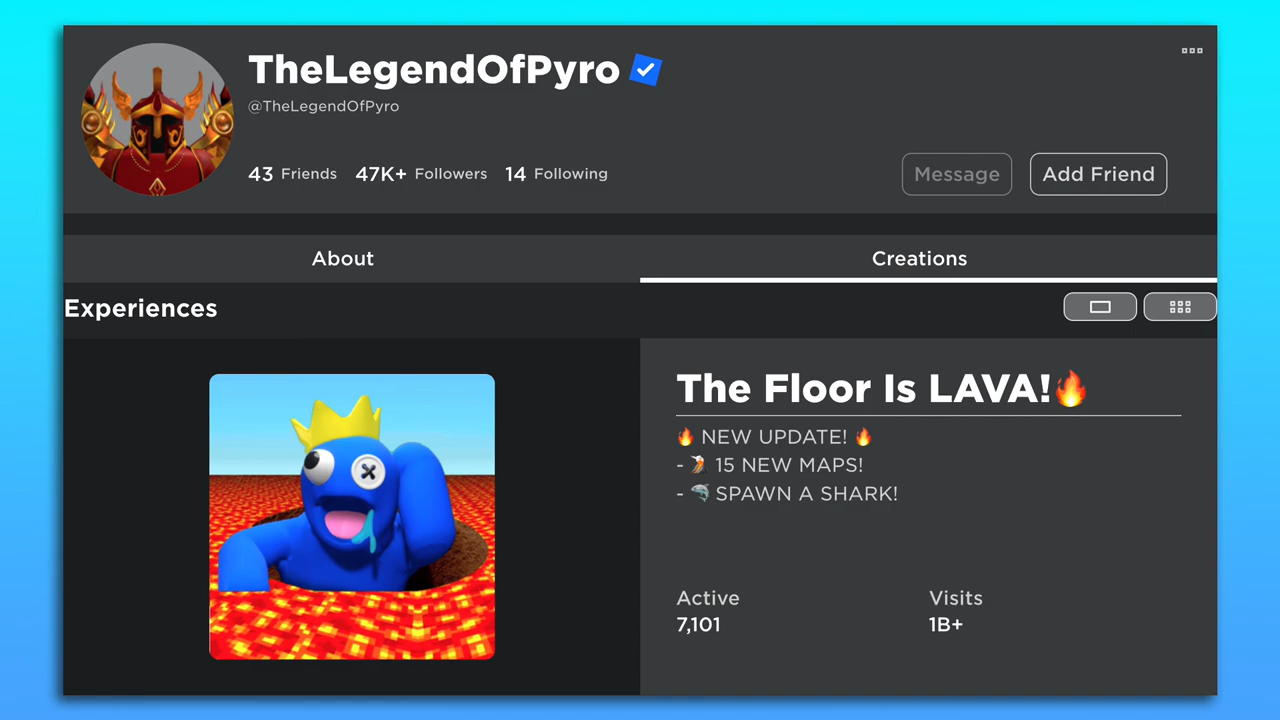 TheLegendOfPyro
@TheLegendOfPyro
43 Friends 47K+ Followers 14 Following
Message
Add Friend
About
Creations
Experiences
The Floor Is LAVA!🔥
🔥 NEW UPDATE! 🔥
- 🌋 15 NEW MAPS!
- 🦈 SPAWN A SHARK!
Active
Visits
7,101
1B+